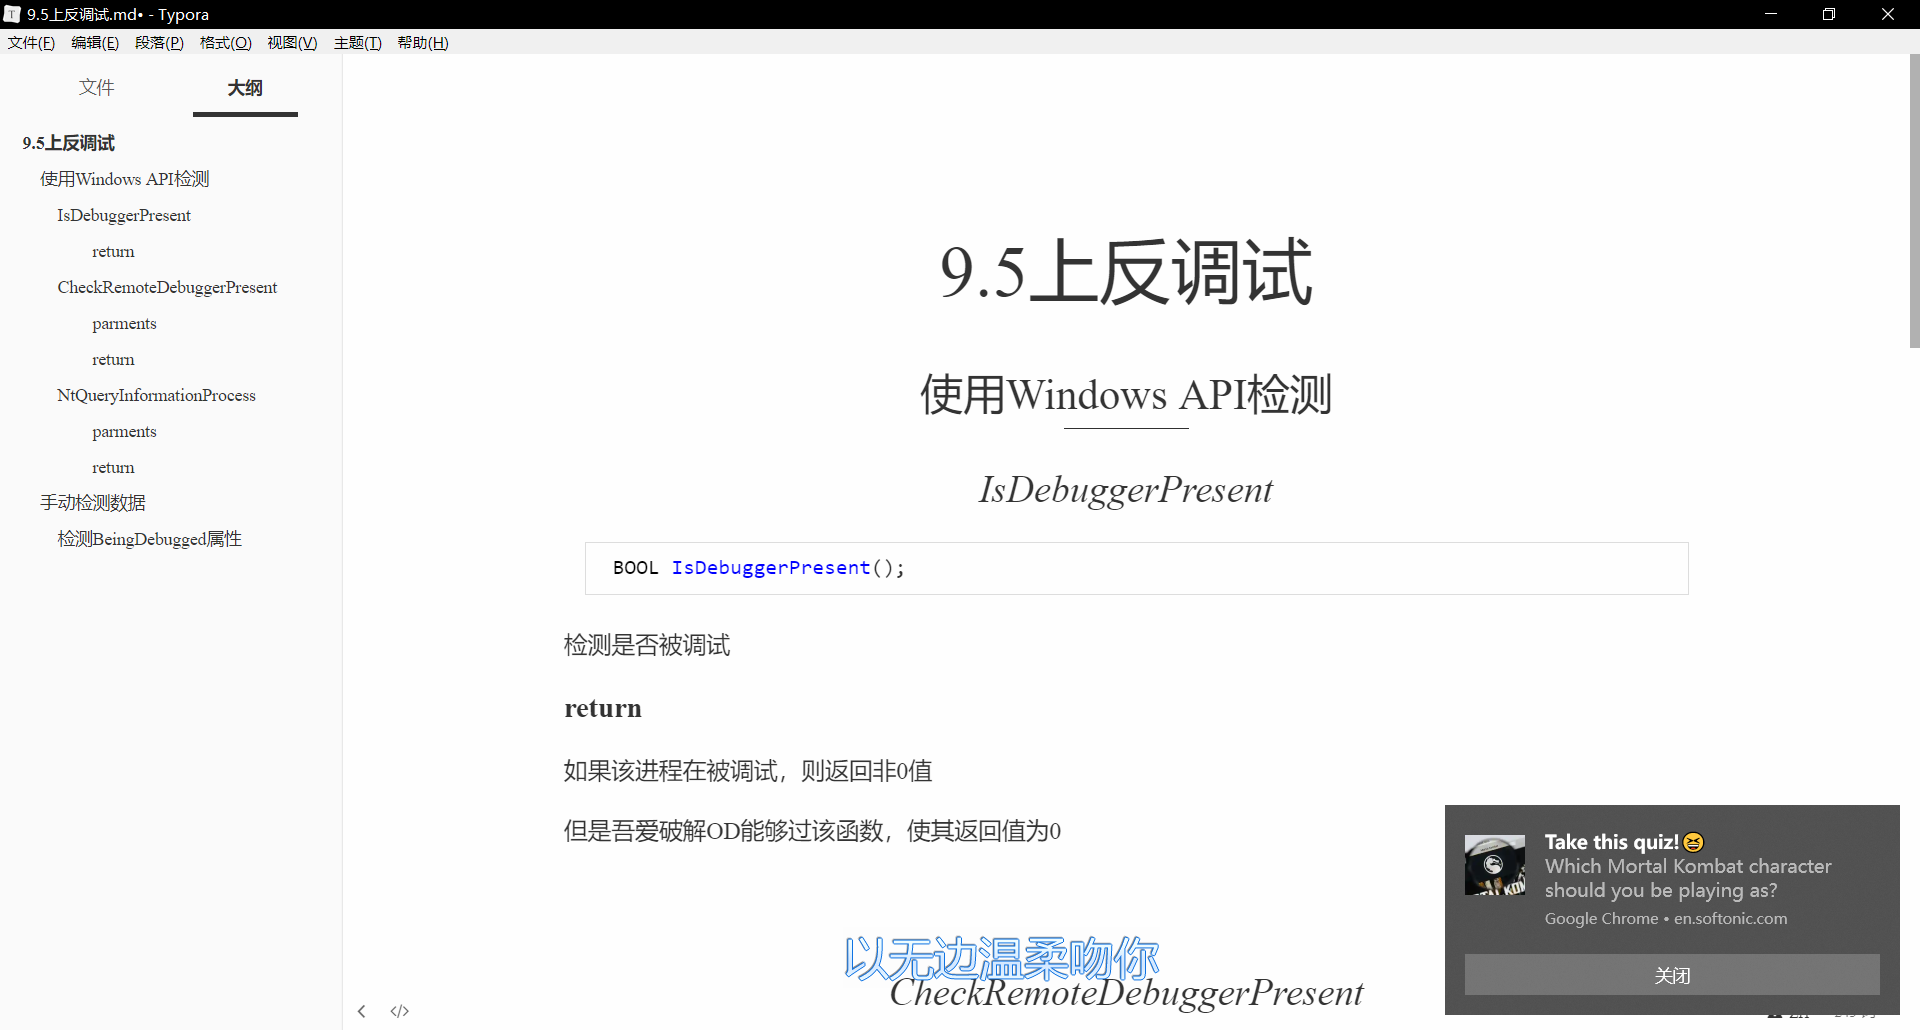 9.5上反调试.md• - Typora
文件(F) 编辑(E) 段落(P) 格式(O) 视图(V) 主题(T) 帮助(H)
文件 大纲
9.5上反调试
使用Windows API检测
IsDebuggerPresent
return
CheckRemoteDebuggerPresent
parments
return
NtQueryInformationProcess
parments
return
手动检测数据
检测BeingDebugged属性
9.5上反调试
使用Windows API检测
IsDebuggerPresent
BOOL IsDebuggerPresent();
检测是否被调试
return
如果该进程在被调试，则返回非0值
但是吾爱破解OD能够过该函数，使其返回值为0
以无边温柔吻你
CheckRemoteDebuggerPresent
Take this quiz!😆
Which Mortal Kombat character
should you be playing as?
Google Chrome • en.softonic.com
关闭